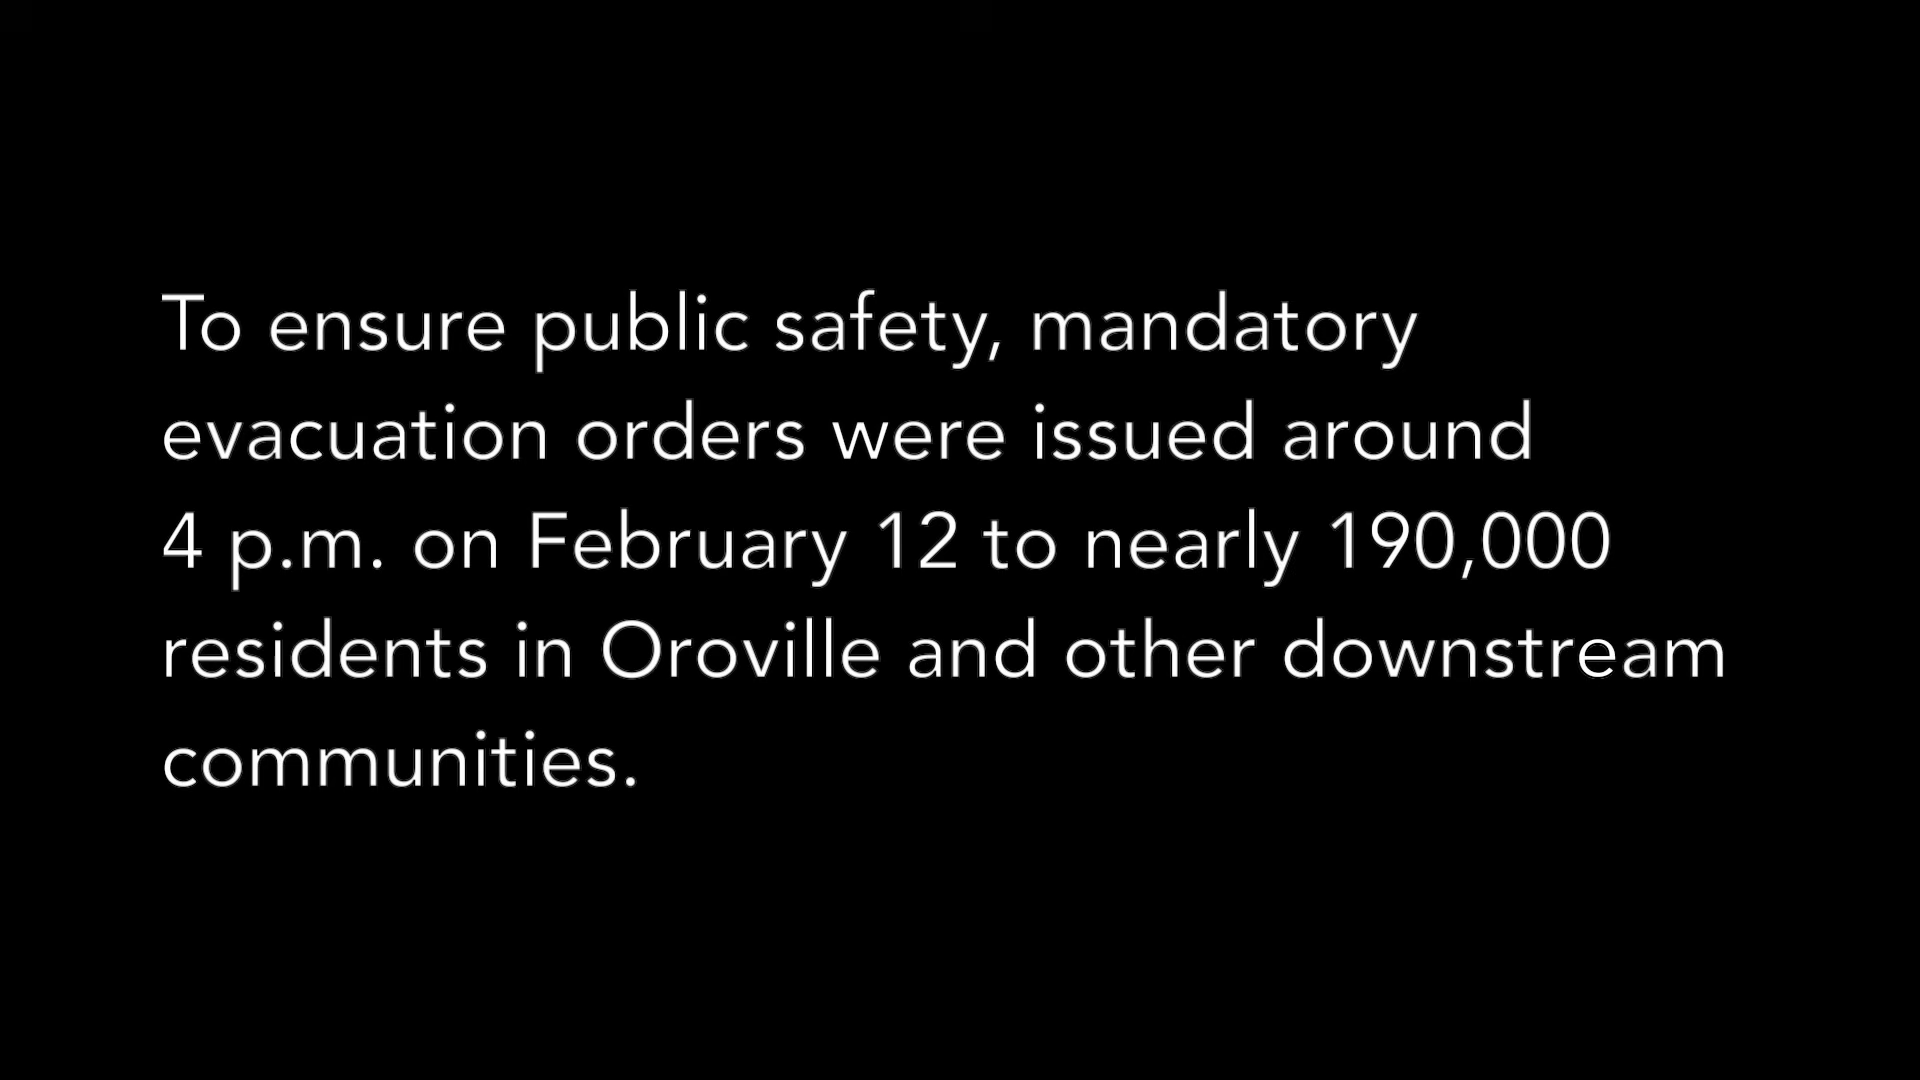 To ensure public safety, mandatory
evacuation orders were issued around
4 p.m. on February 12 to nearly 190,000
residents in Oroville and other downstream
communities.